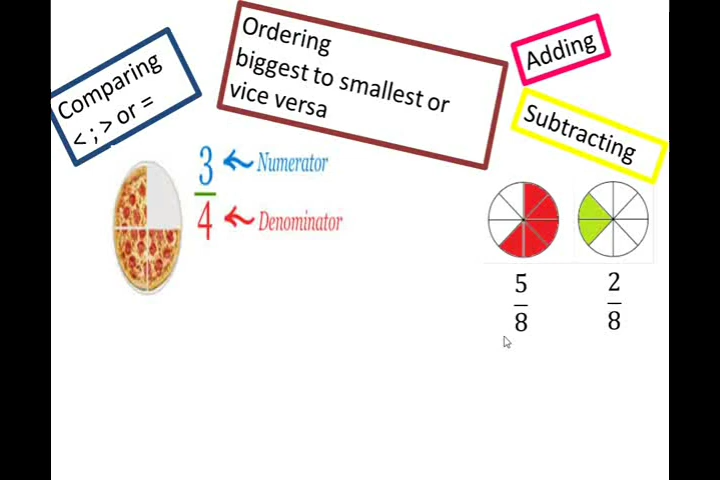 Comparing
< ; > or =
Ordering
biggest to smallest or
vice versa
Adding
Subtracting
3 Numerator
4 Denominator
5
8
2
8